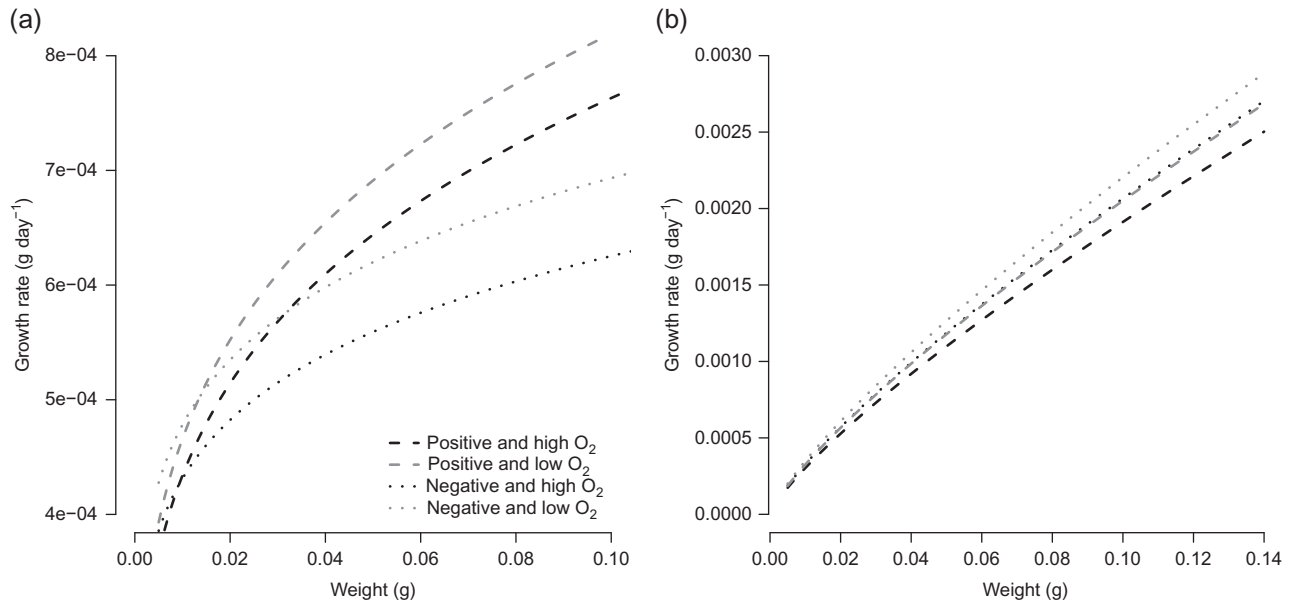 (a)
8e−04
7e−04
6e−04
5e−04
4e−04
Growth rate (g day⁻¹)
Positive and high O₂
Positive and low O₂
Negative and high O₂
Negative and low O₂
0.00 0.02 0.04 0.06 0.08 0.10
Weight (g)
(b)
0.0030
0.0025
0.0020
0.0015
0.0010
0.0005
0.0000
Growth rate (g day⁻¹)
0.00 0.02 0.04 0.06 0.08 0.10 0.12 0.14
Weight (g)